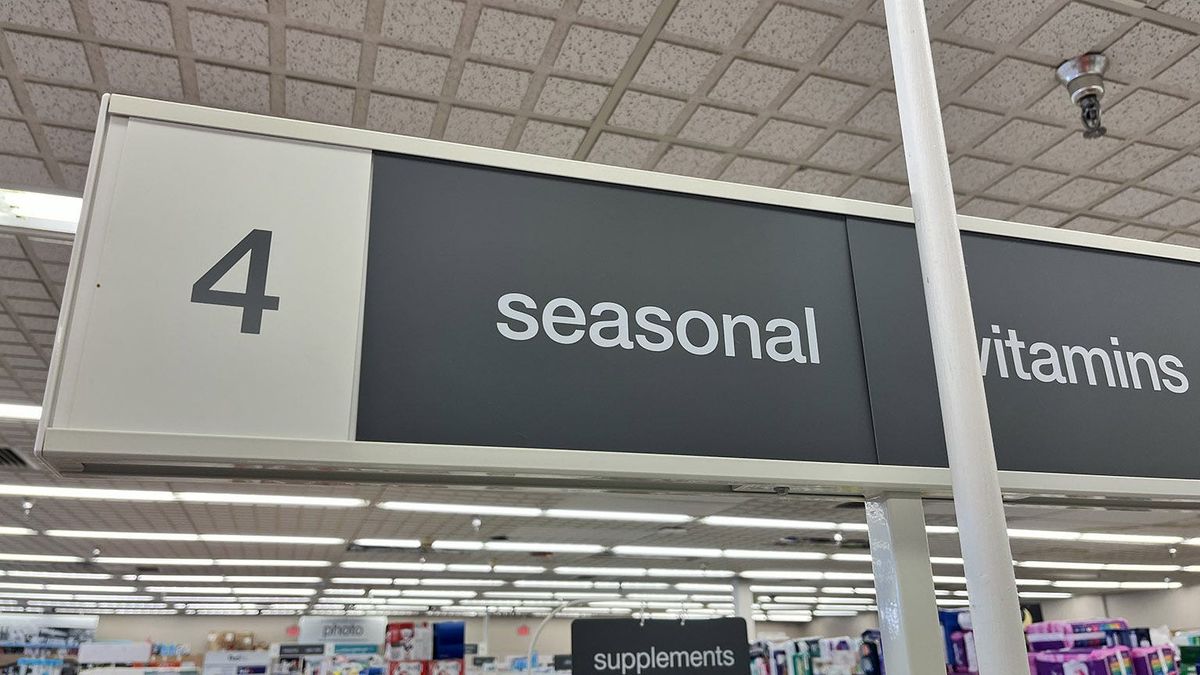 4
seasonal
vitamins
photo
supplements